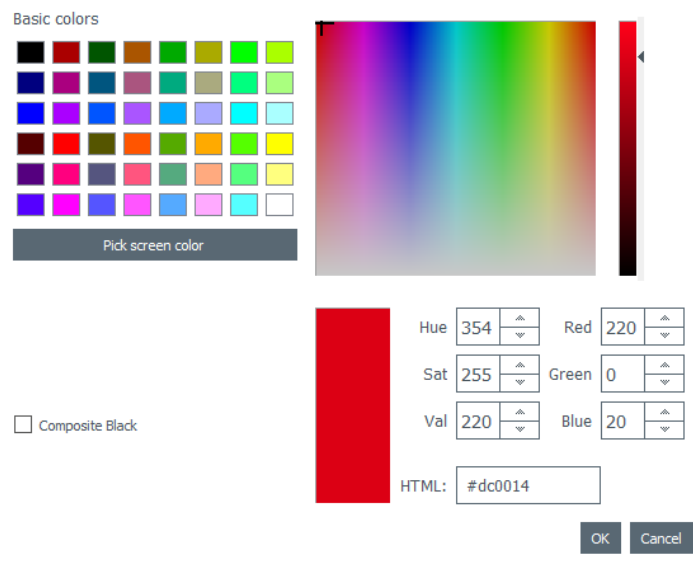 Basic colors
Pick screen color
Composite Black
Hue 354 Red 220
Sat 255 Green 0
Val 220 Blue 20
HTML: #dc0014
OK Cancel